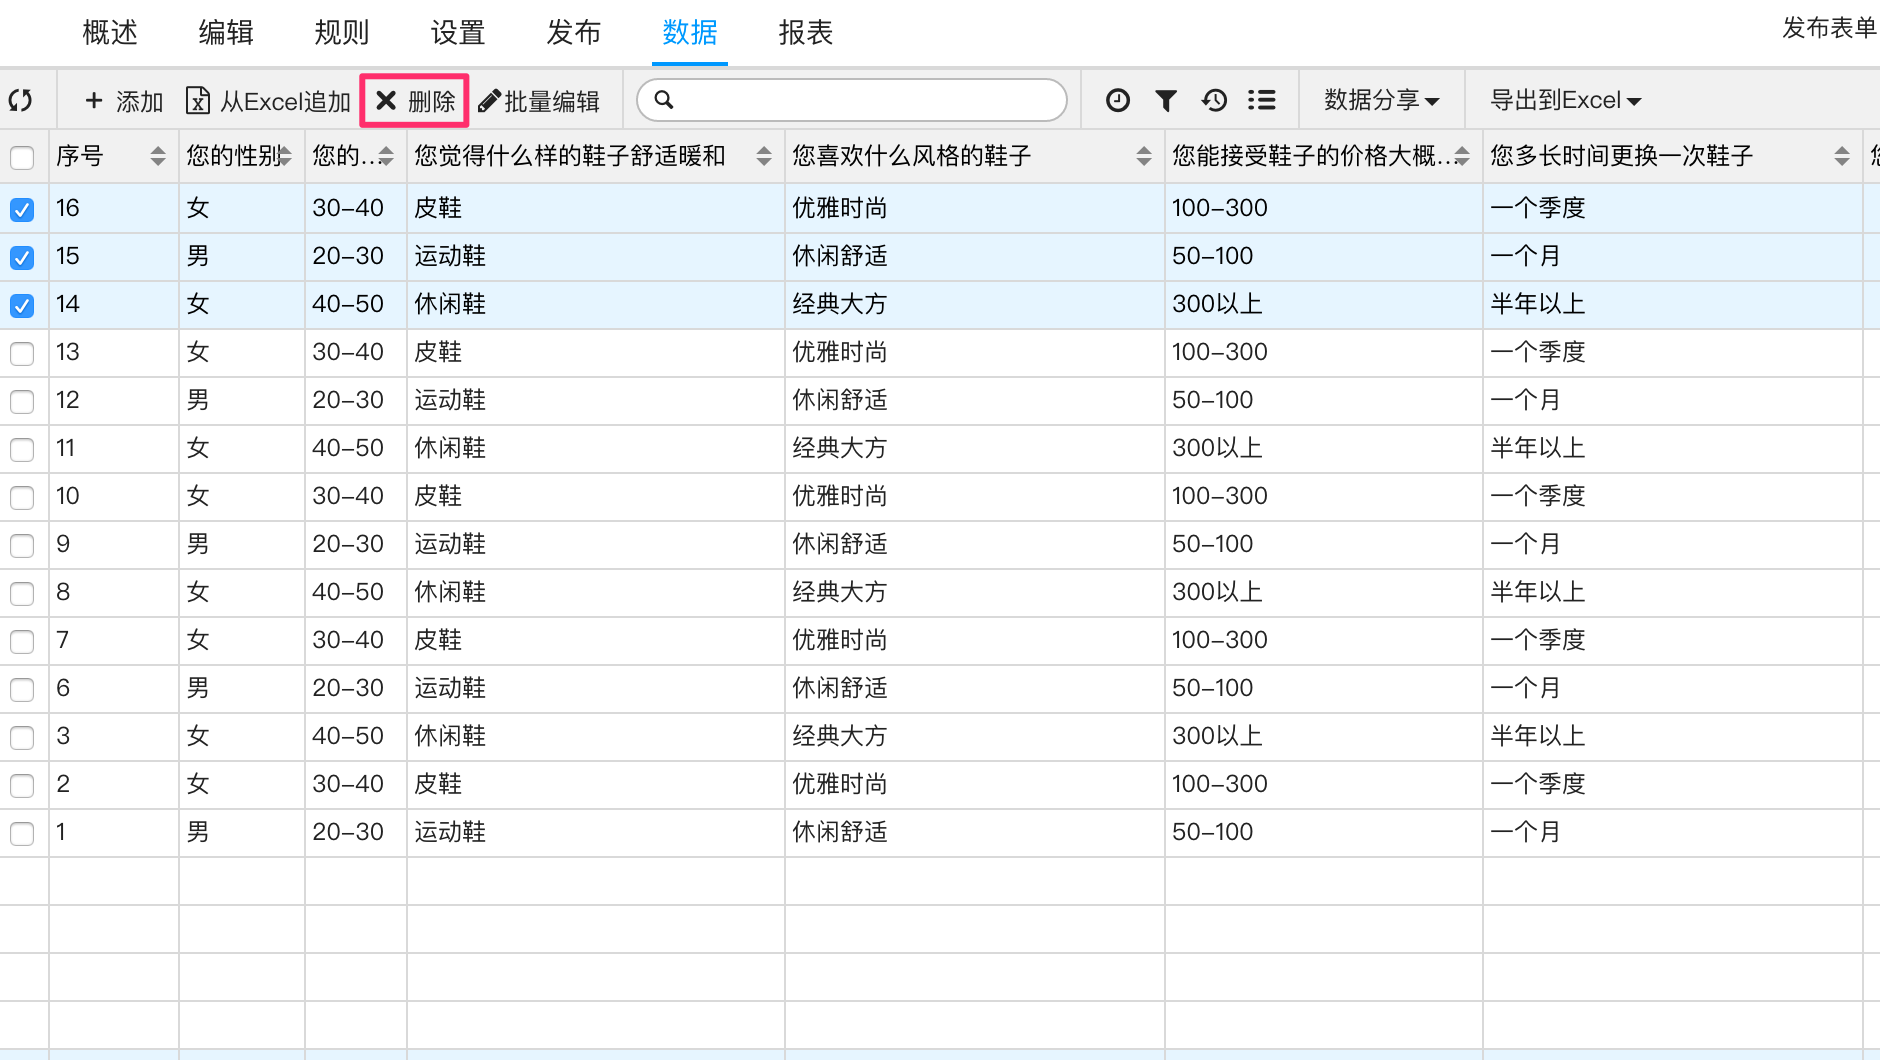 概述 编辑 规则 设置 发布 数据 报表 发布表单
添加 从Excel追加 删除 批量编辑 数据分享 导出到Excel
序号 您的性别 您的... 您觉得什么样的鞋子舒适暖和 您喜欢什么风格的鞋子 您能接受鞋子的价格大概... 您多长时间更换一次鞋子
16 女 30-40 皮鞋 优雅时尚 100-300 一个季度
15 男 20-30 运动鞋 休闲舒适 50-100 一个月
14 女 40-50 休闲鞋 经典大方 300以上 半年以上
13 女 30-40 皮鞋 优雅时尚 100-300 一个季度
12 男 20-30 运动鞋 休闲舒适 50-100 一个月
11 女 40-50 休闲鞋 经典大方 300以上 半年以上
10 女 30-40 皮鞋 优雅时尚 100-300 一个季度
9 男 20-30 运动鞋 休闲舒适 50-100 一个月
8 女 40-50 休闲鞋 经典大方 300以上 半年以上
7 女 30-40 皮鞋 优雅时尚 100-300 一个季度
6 男 20-30 运动鞋 休闲舒适 50-100 一个月
3 女 40-50 休闲鞋 经典大方 300以上 半年以上
2 女 30-40 皮鞋 优雅时尚 100-300 一个季度
1 男 20-30 运动鞋 休闲舒适 50-100 一个月